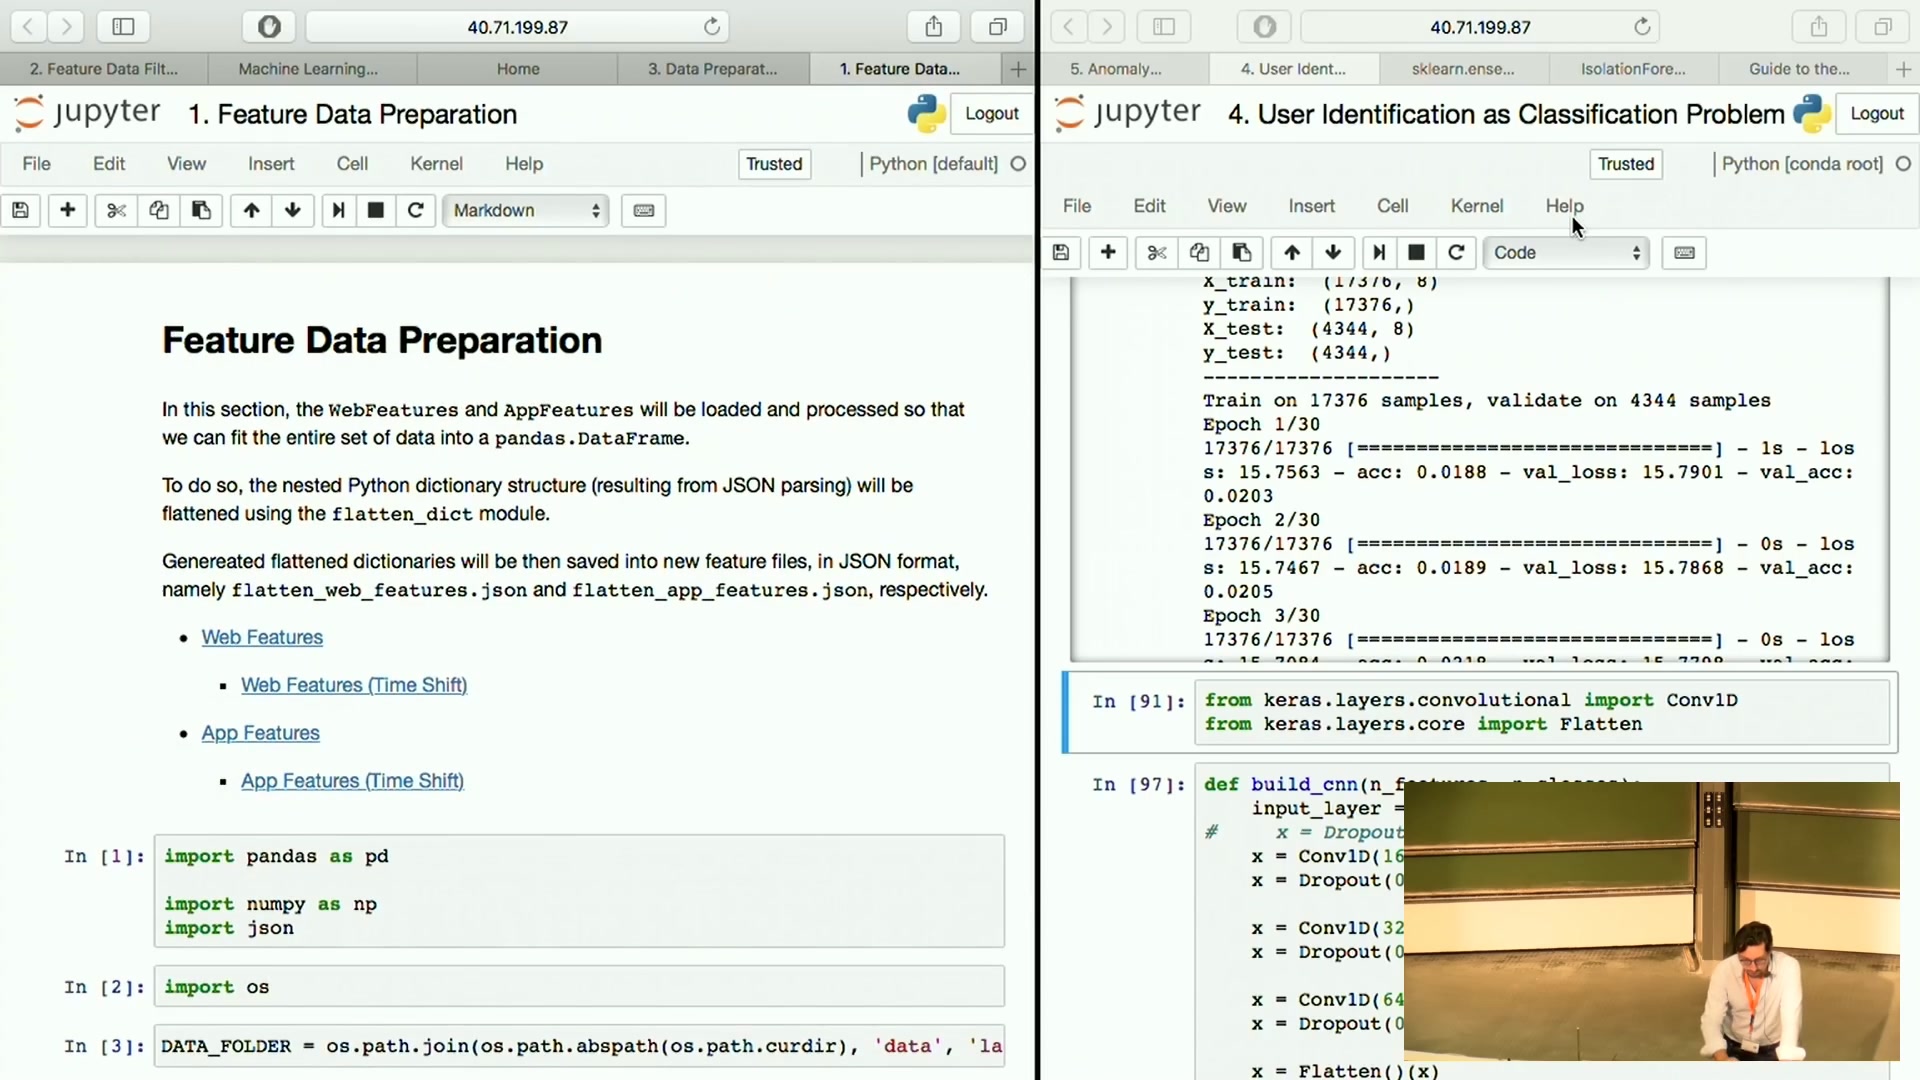 40.71.199.87
2. Feature Data Filt...
Machine Learning...
Home
3. Data Preparat...
1. Feature Data...
jupyter 1. Feature Data Preparation
Logout
File Edit View Insert Cell Kernel Help
Trusted
Python [default]
Markdown
Feature Data Preparation
In this section, the WebFeatures and AppFeatures will be loaded and processed so that
we can fit the entire set of data into a pandas.DataFrame.
To do so, the nested Python dictionary structure (resulting from JSON parsing) will be
flattened using the flatten_dict module.
Genereated flattened dictionaries will be then saved into new feature files, in JSON format,
namely flatten_web_features.json and flatten_app_features.json, respectively.
Web Features
Web Features (Time Shift)
App Features
App Features (Time Shift)
In [1]: import pandas as pd
import numpy as np
import json
In [2]: import os
In [3]: DATA_FOLDER = os.path.join(os.path.abspath(os.path.curdir), 'data', 'la
40.71.199.87
5. Anomaly...
4. User Ident...
sklearn.ense...
IsolationFore...
Guide to the...
jupyter 4. User Identification as Classification Problem
Logout
Trusted
Python [conda root]
File Edit View Insert Cell Kernel Help
Code
X_train: (17376, 8)
y_train: (17376,)
X_test: (4344, 8)
y_test: (4344,)
--------------------
Train on 17376 samples, validate on 4344 samples
Epoch 1/30
17376/17376 [==============================] - 1s - los
s: 15.7563 - acc: 0.0188 - val_loss: 15.7901 - val_acc:
0.0203
Epoch 2/30
17376/17376 [==============================] - 0s - los
s: 15.7467 - acc: 0.0189 - val_loss: 15.7868 - val_acc:
0.0205
Epoch 3/30
17376/17376 [==============================] - 0s - los
In [91]: from keras.layers.convolutional import Conv1D
from keras.layers.core import Flatten
In [97]: def build_cnn(n_features, n_classes):
input_layer =
# x = Dropout
x = Conv1D(16
x = Dropout(0
x = Conv1D(32
x = Dropout(0
x = Conv1D(64
x = Dropout(0
x = Flatten()(x)